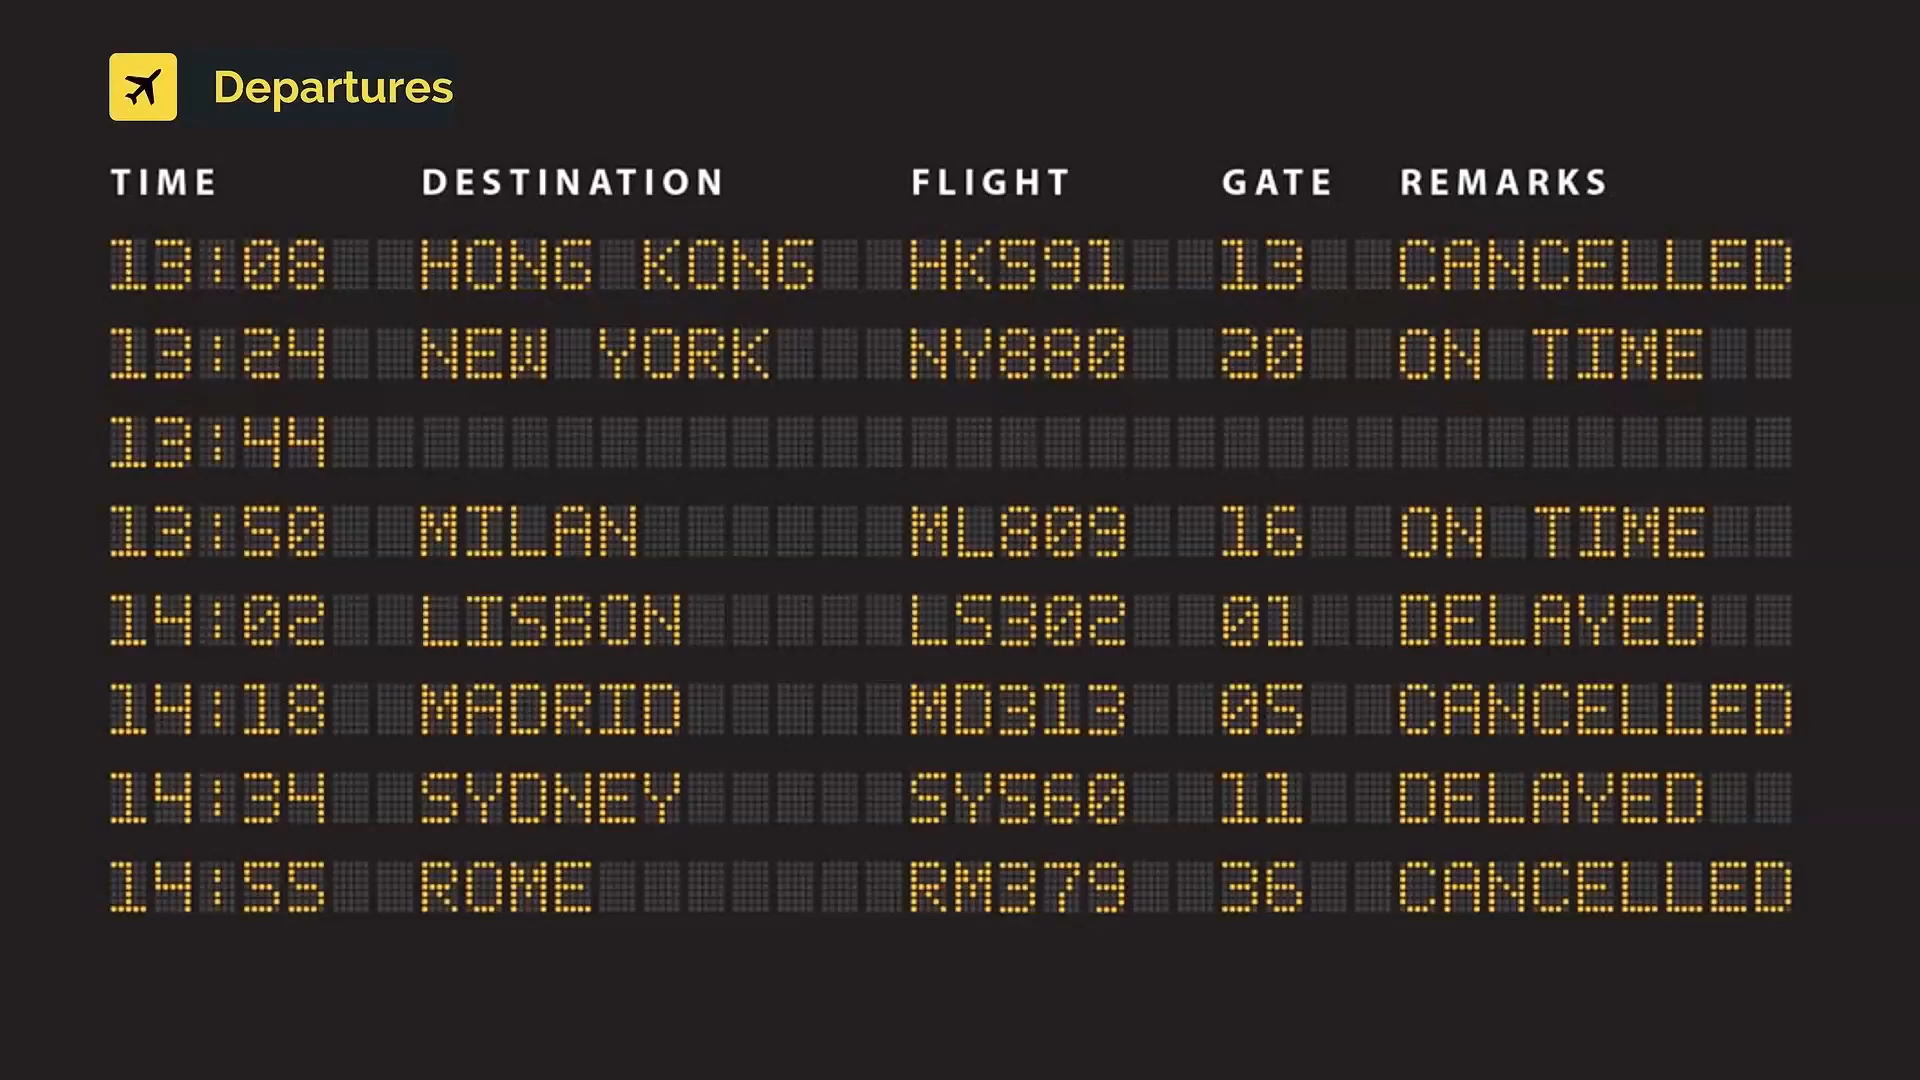 Departures
TIME DESTINATION FLIGHT GATE REMARKS
13:08 HONG KONG HK591 13 CANCELLED
13:24 NEW YORK NY880 20 ON TIME
13:44
13:50 MILAN ML809 16 ON TIME
14:02 LISBON LS302 01 DELAYED
14:18 MADRID MD313 05 CANCELLED
14:34 SYDNEY SY560 11 DELAYED
14:55 ROME RM379 36 CANCELLED